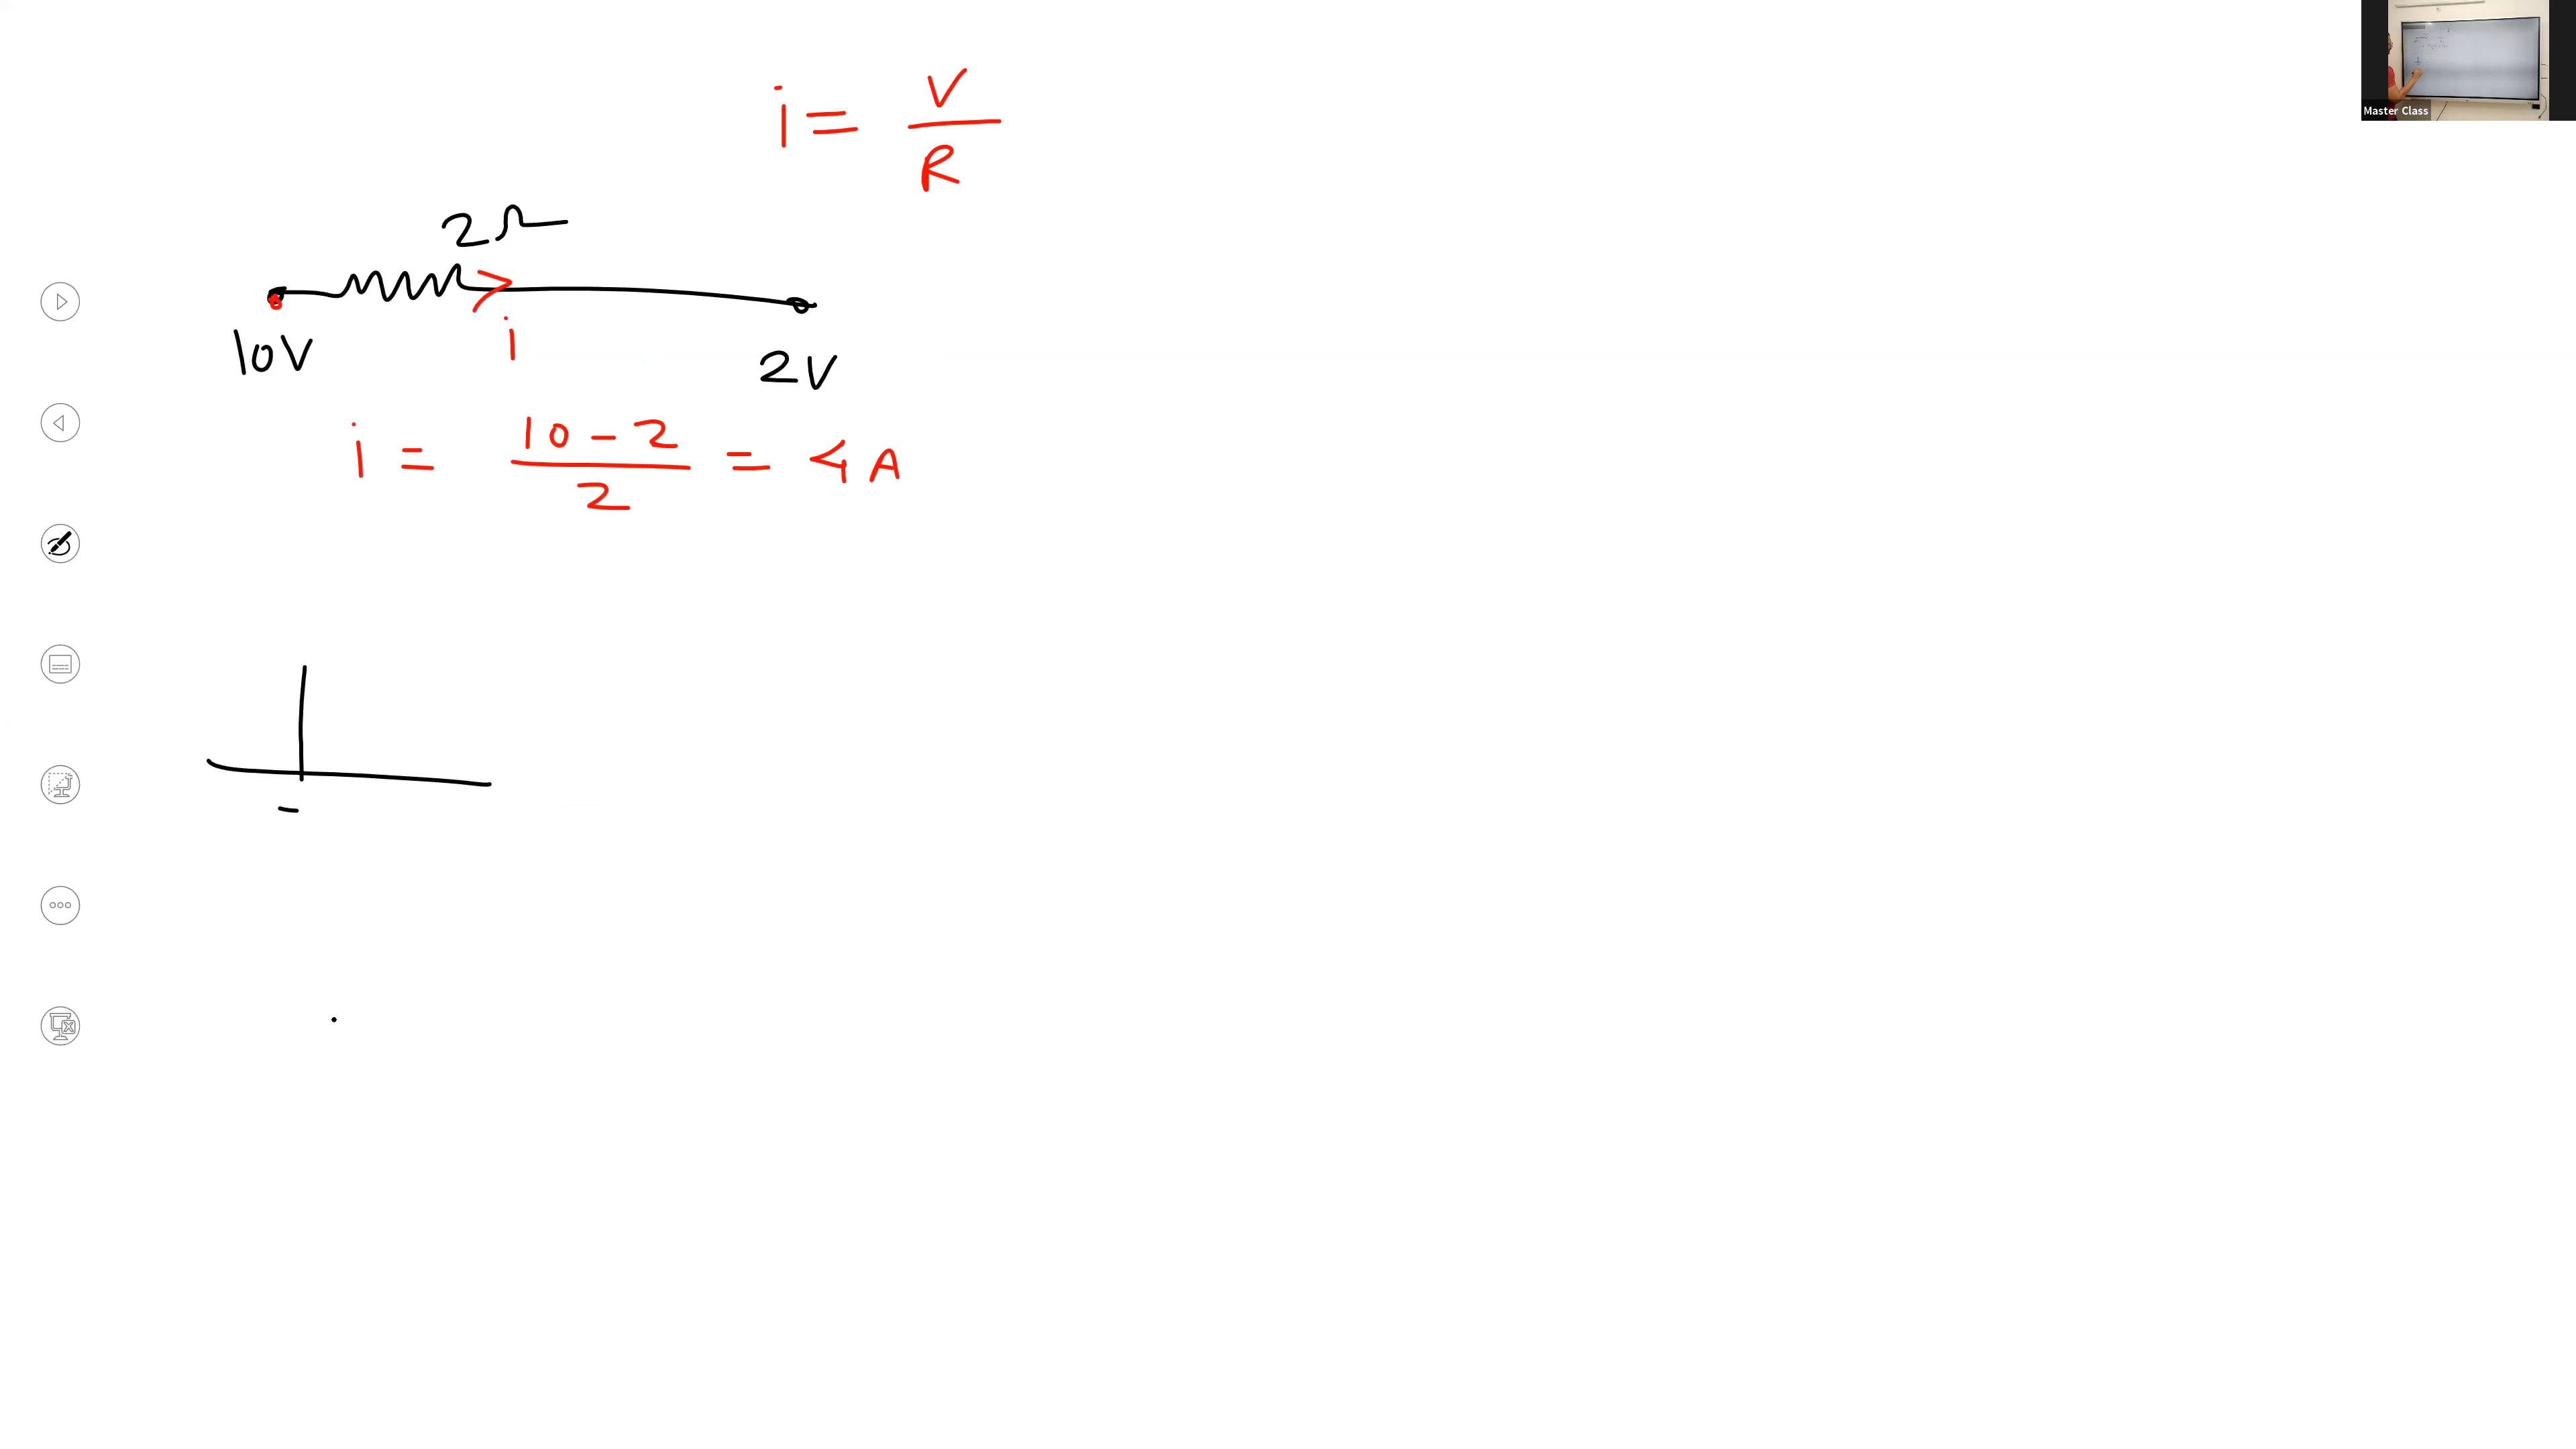 i = V / R
2Ω
i
10V
2V
i = 10 - 2 / 2 = 4 A
Master Class